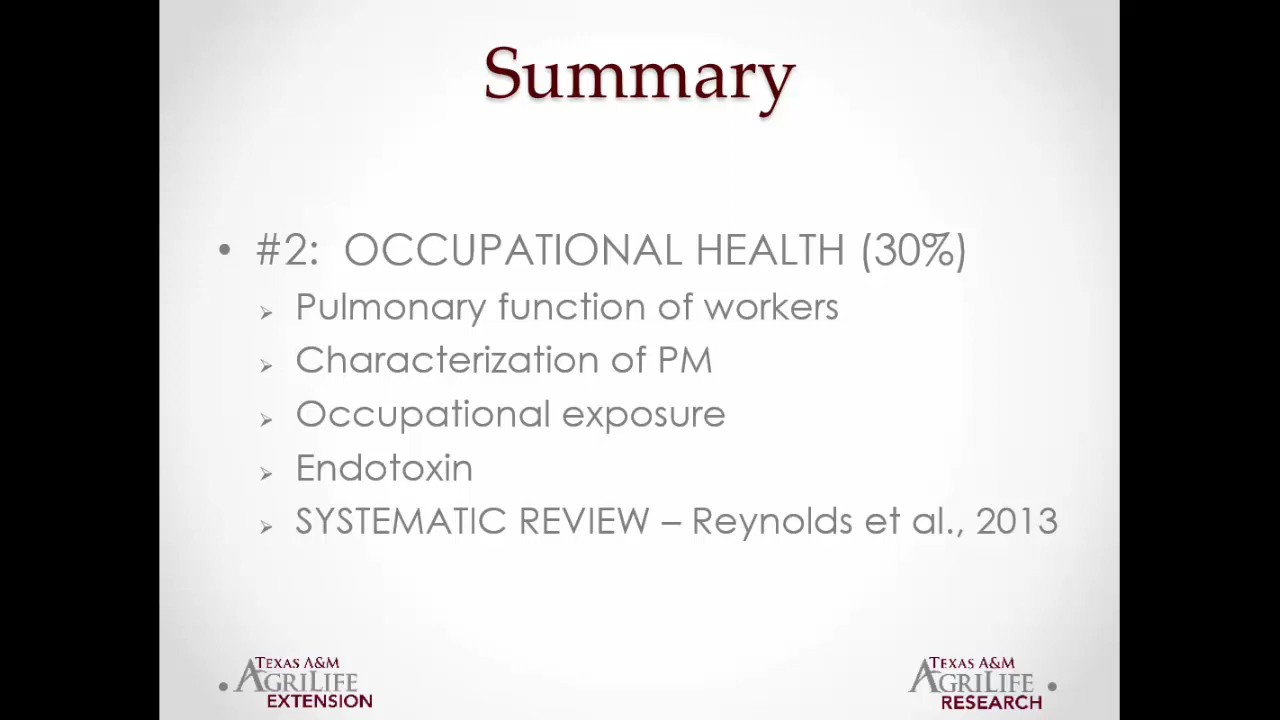 Summary
• #2: OCCUPATIONAL HEALTH (30%)
➢ Pulmonary function of workers
➢ Characterization of PM
➢ Occupational exposure
➢ Endotoxin
➢ SYSTEMATIC REVIEW – Reynolds et al., 2013
TEXAS A&M
AGRILIFE
EXTENSION
TEXAS A&M
AGRILIFE
RESEARCH